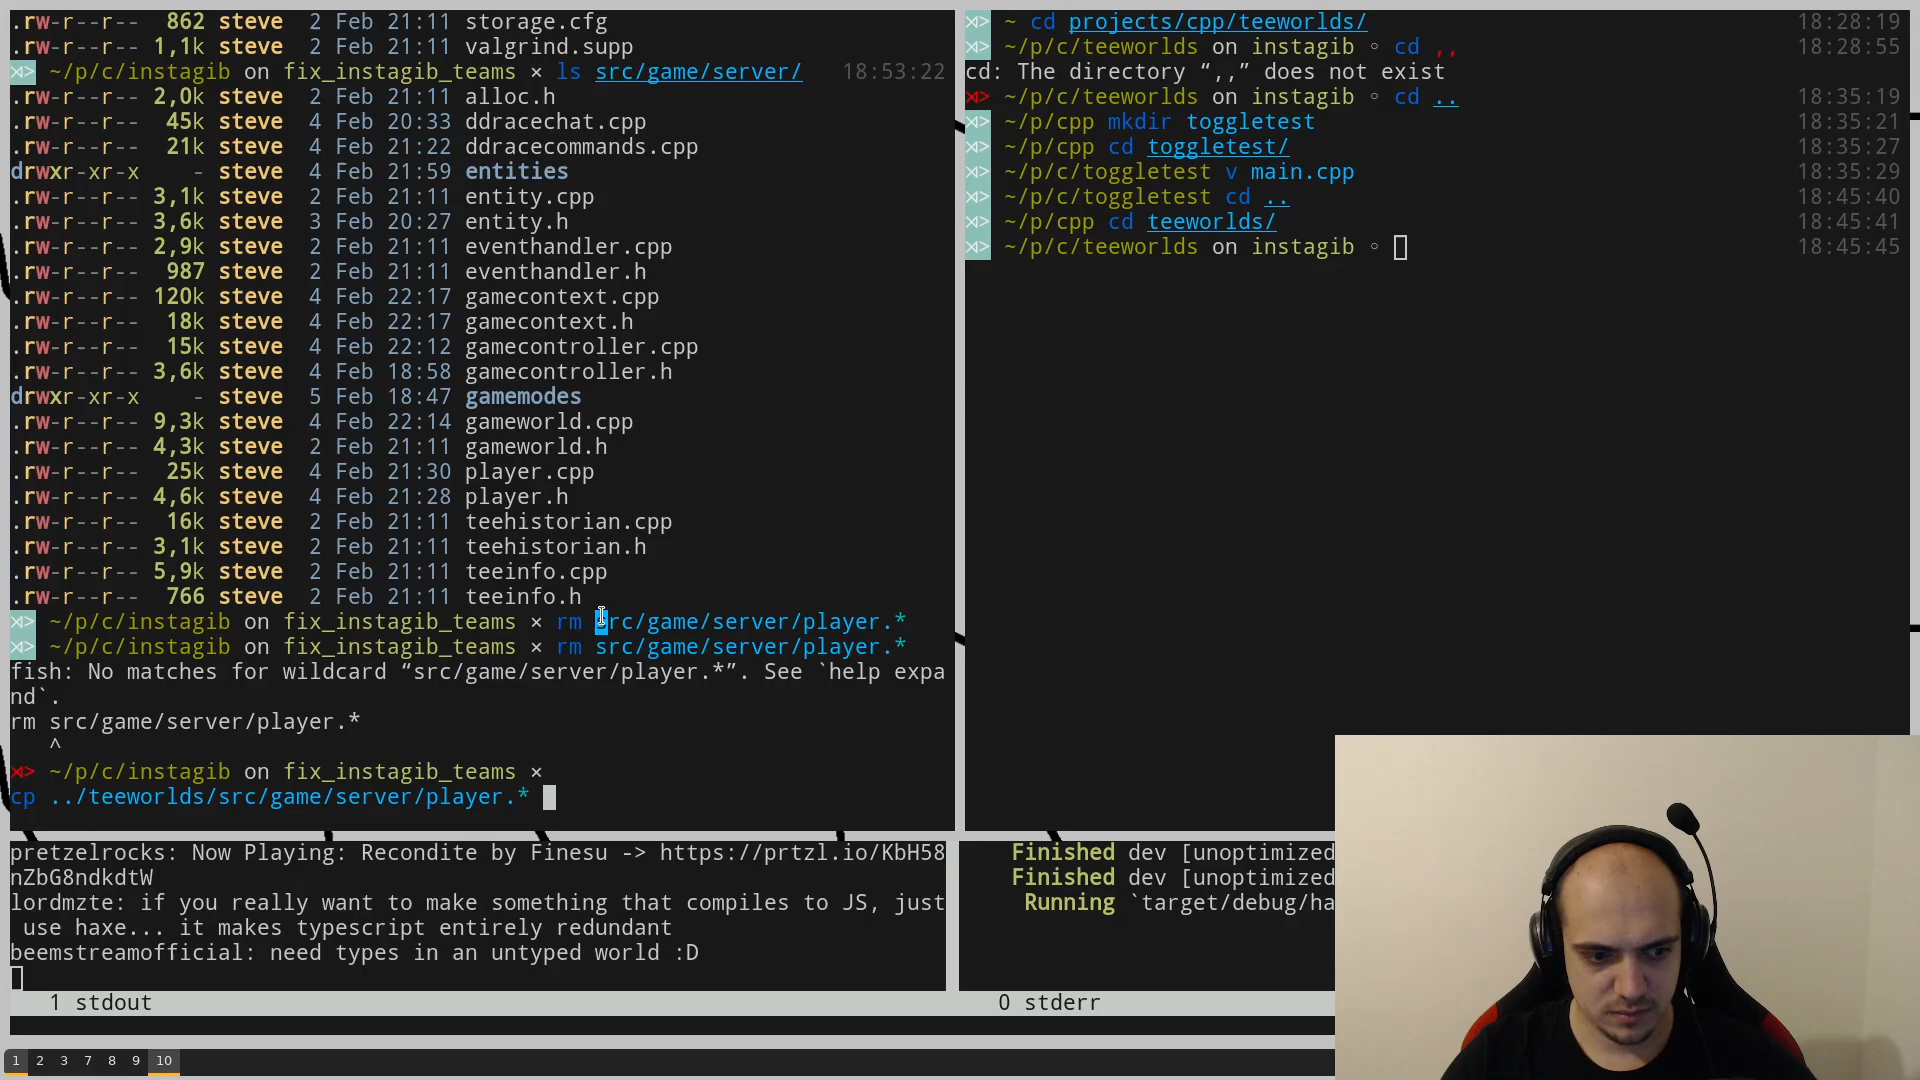 .rw-r--r-- 862 steve 2 Feb 21:11 storage.cfg
.rw-r--r-- 1,1k steve 2 Feb 21:11 valgrind.supp
⋊> ~/p/c/instagib on fix_instagib_teams × ls src/game/server/ 18:53:22
.rw-r--r-- 2,0k steve 2 Feb 21:11 alloc.h
.rw-r--r-- 45k steve 4 Feb 20:33 ddracechat.cpp
.rw-r--r-- 21k steve 4 Feb 21:22 ddracecommands.cpp
drwxr-xr-x - steve 4 Feb 21:59 entities
.rw-r--r-- 3,1k steve 2 Feb 21:11 entity.cpp
.rw-r--r-- 3,6k steve 3 Feb 20:27 entity.h
.rw-r--r-- 2,9k steve 2 Feb 21:11 eventhandler.cpp
.rw-r--r-- 987 steve 2 Feb 21:11 eventhandler.h
.rw-r--r-- 120k steve 4 Feb 22:17 gamecontext.cpp
.rw-r--r-- 18k steve 4 Feb 22:17 gamecontext.h
.rw-r--r-- 15k steve 4 Feb 22:12 gamecontroller.cpp
.rw-r--r-- 3,6k steve 4 Feb 18:58 gamecontroller.h
drwxr-xr-x - steve 5 Feb 18:47 gamemodes
.rw-r--r-- 9,3k steve 4 Feb 22:14 gameworld.cpp
.rw-r--r-- 4,3k steve 2 Feb 21:11 gameworld.h
.rw-r--r-- 25k steve 4 Feb 21:30 player.cpp
.rw-r--r-- 4,6k steve 4 Feb 21:28 player.h
.rw-r--r-- 16k steve 2 Feb 21:11 teehistorian.cpp
.rw-r--r-- 3,1k steve 2 Feb 21:11 teehistorian.h
.rw-r--r-- 5,9k steve 2 Feb 21:11 teeinfo.cpp
.rw-r--r-- 766 steve 2 Feb 21:11 teeinfo.h
⋊> ~/p/c/instagib on fix_instagib_teams × rm src/game/server/player.*
⋊> ~/p/c/instagib on fix_instagib_teams × rm src/game/server/player.*
fish: No matches for wildcard “src/game/server/player.*”. See `help expa
nd`.
rm src/game/server/player.*
^
⋊> ~/p/c/instagib on fix_instagib_teams ×
cp ../teeworlds/src/game/server/player.*
⋊> ~ cd projects/cpp/teeworlds/ 18:28:19
⋊> ~/p/c/teeworlds on instagib ◦ cd ,, 18:28:55
cd: The directory “,,” does not exist
⋊> ~/p/c/teeworlds on instagib ◦ cd .. 18:35:19
⋊> ~/p/cpp mkdir toggletest 18:35:21
⋊> ~/p/cpp cd toggletest/ 18:35:27
⋊> ~/p/c/toggletest v main.cpp 18:35:29
⋊> ~/p/c/toggletest cd .. 18:45:40
⋊> ~/p/cpp cd teeworlds/ 18:45:41
⋊> ~/p/c/teeworlds on instagib ◦ 18:45:45
pretzelrocks: Now Playing: Recondite by Finesu -> https://prtzl.io/KbH58
nZbG8ndkdtW
lordmzte: if you really want to make something that compiles to JS, just
use haxe... it makes typescript entirely redundant
beemstreamofficial: need types in an untyped world :D
1 stdout
Finished dev [unoptimized
Finished dev [unoptimized
Running `target/debug/ha
0 stderr
1 2 3 7 8 9 10